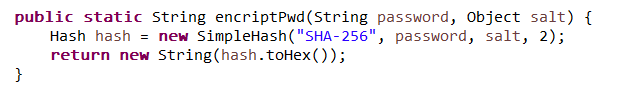 public static String encriptPwd(String password, Object salt) {
    Hash hash = new SimpleHash("SHA-256", password, salt, 2);
    return new String(hash.toHex());
}